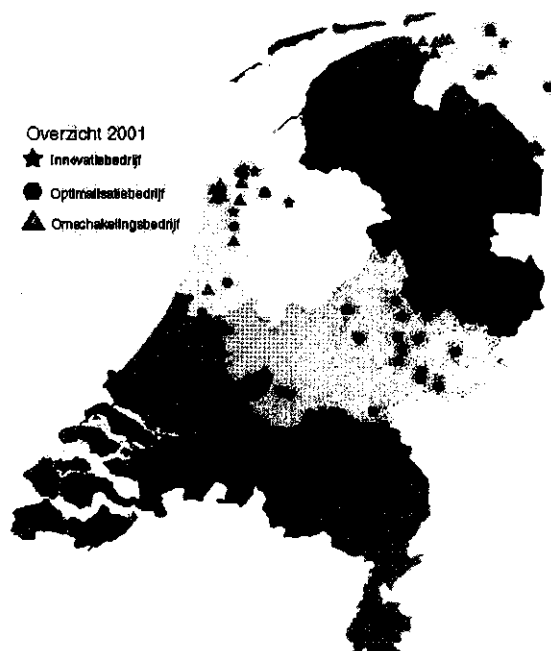 Overzicht 2001
Innovatiebedrijf
Optimalisatiebedrijf
Omschakelingsbedrijf